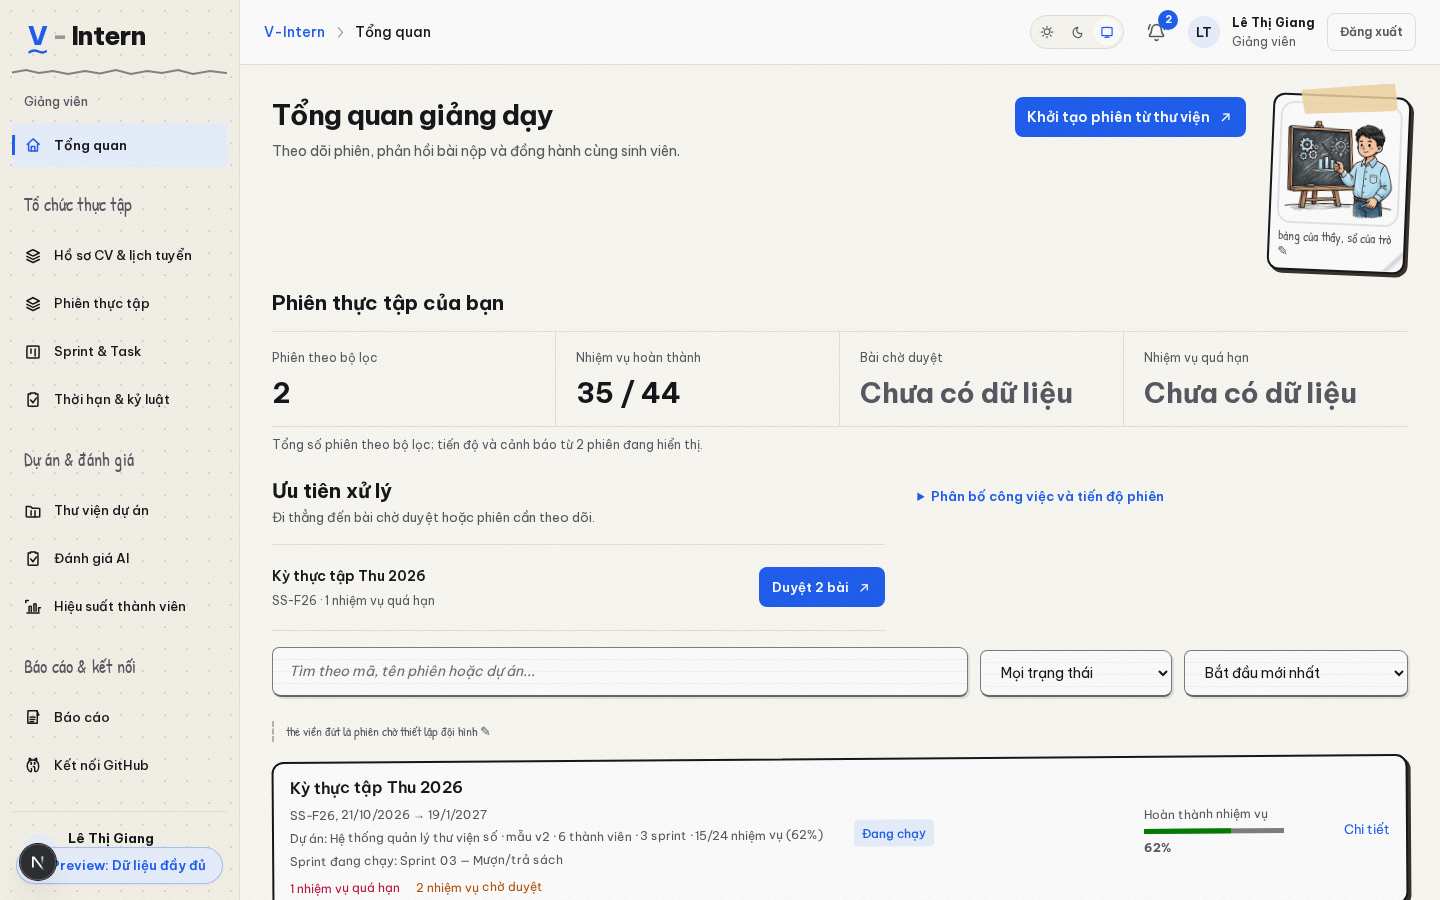 V - Intern
Giảng viên
Tổng quan
Tổ chức thực tập
Hồ sơ CV & lịch tuyển
Phiên thực tập
Sprint & Task
Thời hạn & kỷ luật
Dự án & đánh giá
Thư viện dự án
Đánh giá AI
Hiệu suất thành viên
Báo cáo & kết nối
Báo cáo
Kết nối GitHub
Lê Thị Giang
N
Preview: Dữ liệu đầy đủ
V-Intern > Tổng quan
2
LT
Lê Thị Giang
Giảng viên
Đăng xuất
Tổng quan giảng dạy
Theo dõi phiên, phản hồi bài nộp và đồng hành cùng sinh viên.
Khởi tạo phiên từ thư viện
bảng của thầy, sổ của trò ✎
Phiên thực tập của bạn
Phiên theo bộ lọc
2
Nhiệm vụ hoàn thành
35 / 44
Bài chờ duyệt
Chưa có dữ liệu
Nhiệm vụ quá hạn
Chưa có dữ liệu
Tổng số phiên theo bộ lọc; tiến độ và cảnh báo từ 2 phiên đang hiển thị.
Ưu tiên xử lý
Đi thẳng đến bài chờ duyệt hoặc phiên cần theo dõi.
Phân bố công việc và tiến độ phiên
Kỳ thực tập Thu 2026
SS-F26 · 1 nhiệm vụ quá hạn
Duyệt 2 bài
Tìm theo mã, tên phiên hoặc dự án...
Mọi trạng thái
Bắt đầu mới nhất
thẻ viền đứt là phiên chờ thiết lập đội hình ✎
Kỳ thực tập Thu 2026
SS-F26, 21/10/2026 → 19/1/2027
Dự án: Hệ thống quản lý thư viện số · mẫu v2 · 6 thành viên · 3 sprint · 15/24 nhiệm vụ (62%)
Sprint đang chạy: Sprint 03 — Mượn/trả sách
1 nhiệm vụ quá hạn 2 nhiệm vụ chờ duyệt
Đang chạy
Hoàn thành nhiệm vụ
62%
Chi tiết